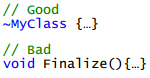 // Good
~MyClass {…}
// Bad
void Finalize(){…}